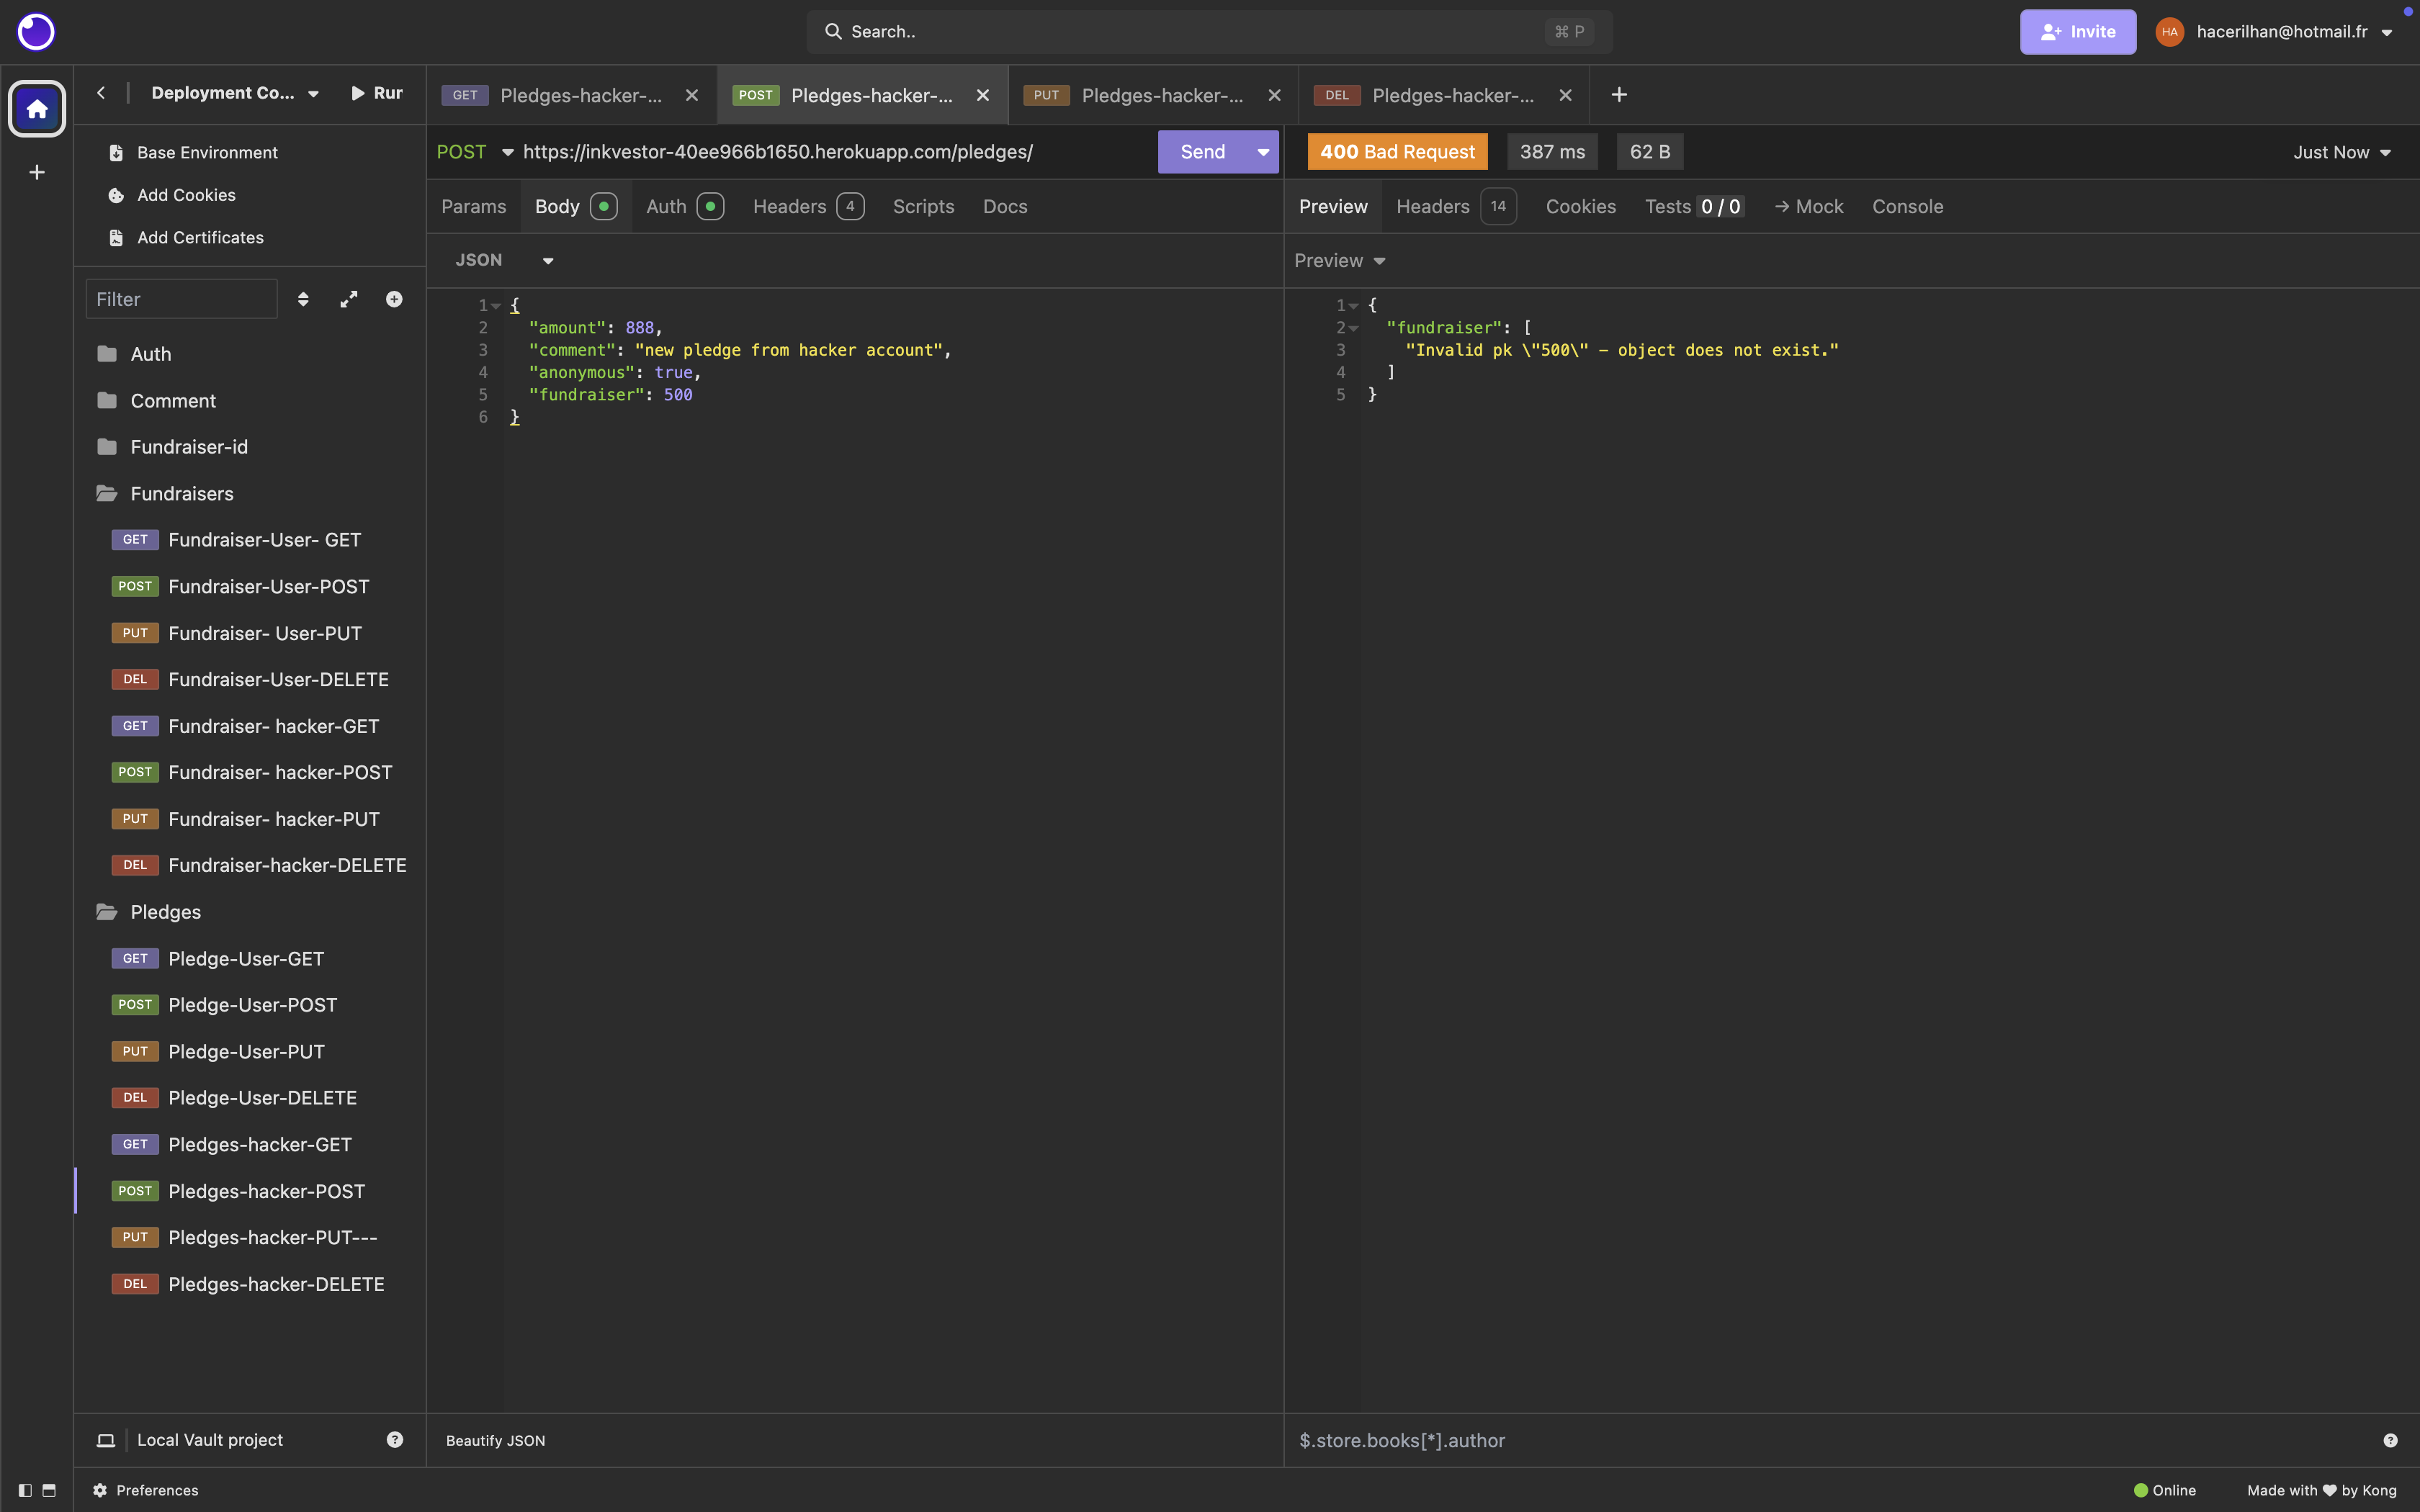 Search..
⌘ P
Invite
HA
hacerilhan@hotmail.fr
Deployment Co...
Run
GET Pledges-hacker-...
POST Pledges-hacker-...
PUT Pledges-hacker-...
DEL Pledges-hacker-...
Base Environment
Add Cookies
Add Certificates
Filter
Auth
Comment
Fundraiser-id
Fundraisers
GET Fundraiser-User- GET
POST Fundraiser-User-POST
PUT Fundraiser- User-PUT
DEL Fundraiser-User-DELETE
GET Fundraiser- hacker-GET
POST Fundraiser- hacker-POST
PUT Fundraiser- hacker-PUT
DEL Fundraiser-hacker-DELETE
Pledges
GET Pledge-User-GET
POST Pledge-User-POST
PUT Pledge-User-PUT
DEL Pledge-User-DELETE
GET Pledges-hacker-GET
POST Pledges-hacker-POST
PUT Pledges-hacker-PUT---
DEL Pledges-hacker-DELETE
Local Vault project
POST https://inkvestor-40ee966b1650.herokuapp.com/pledges/
Send
Params Body Auth Headers 4 Scripts Docs
JSON
1 {
2 "amount": 888,
3 "comment": "new pledge from hacker account",
4 "anonymous": true,
5 "fundraiser": 500
6 }
Beautify JSON
400 Bad Request 387 ms 62 B
Just Now
Preview Headers 14 Cookies Tests 0 / 0 → Mock Console
Preview
1 {
2 "fundraiser": [
3 "Invalid pk \"500\" - object does not exist."
4 ]
5 }
$.store.books[*].author
Preferences
Online
Made with ♥ by Kong